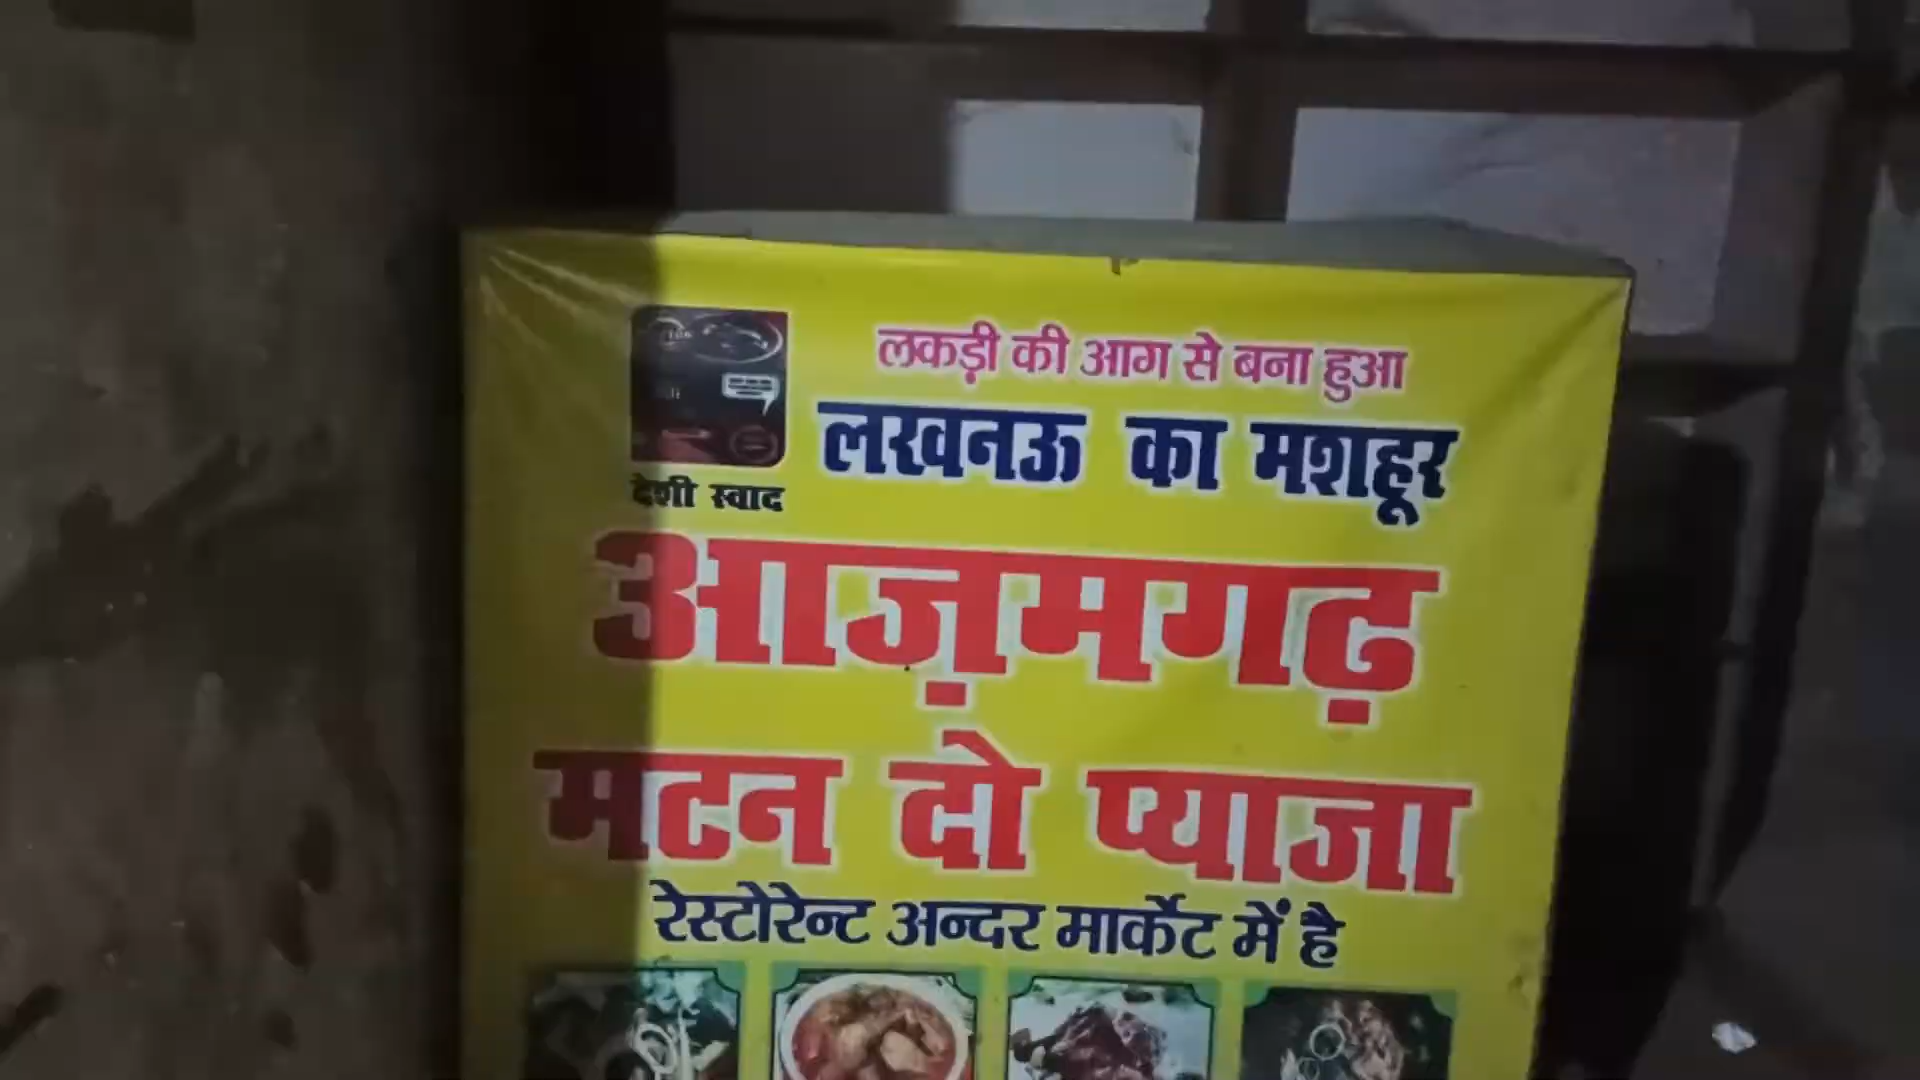 लकड़ी की आग से बना हुआ
लखनऊ का मशहूर
देशी स्वाद
आज़मगढ़
मटन दो प्याजा
रेस्टोरेन्ट अन्दर मार्केट में है